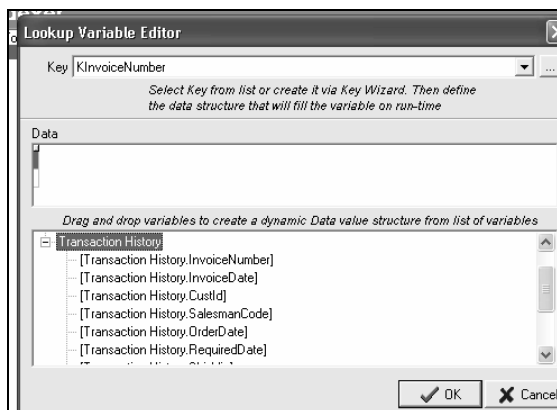 Lookup Variable Editor
Key KInvoiceNumber ...
Select Key from list or create it via Key Wizard. Then define
the data structure that will fill the variable on run-time
Data
Drag and drop variables to create a dynamic Data value structure from list of variables
Transaction History
[Transaction History.InvoiceNumber]
[Transaction History.InvoiceDate]
[Transaction History.CustId]
[Transaction History.SalesmanCode]
[Transaction History.OrderDate]
[Transaction History.RequiredDate]
OK Cancel